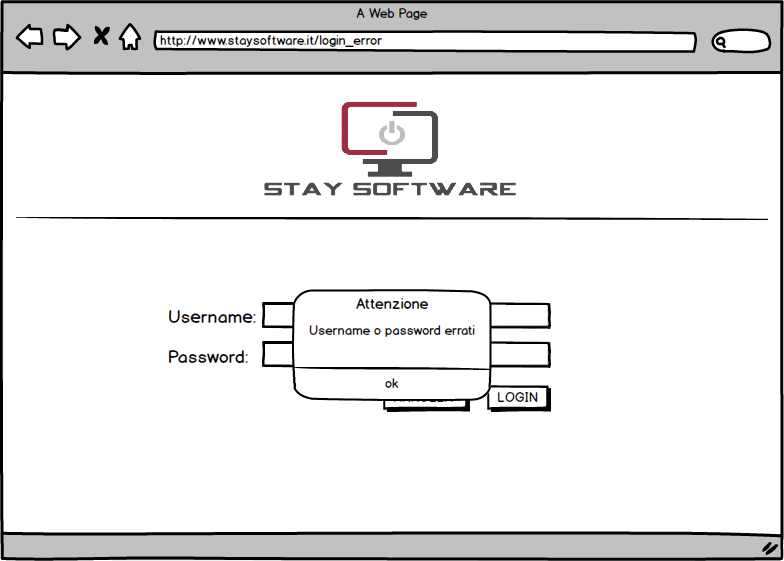 A Web Page
http://www.staysoftware.it/login_error
STAY SOFTWARE
Attenzione
Username:
Username o password errati
Password:
ok
LOGIN